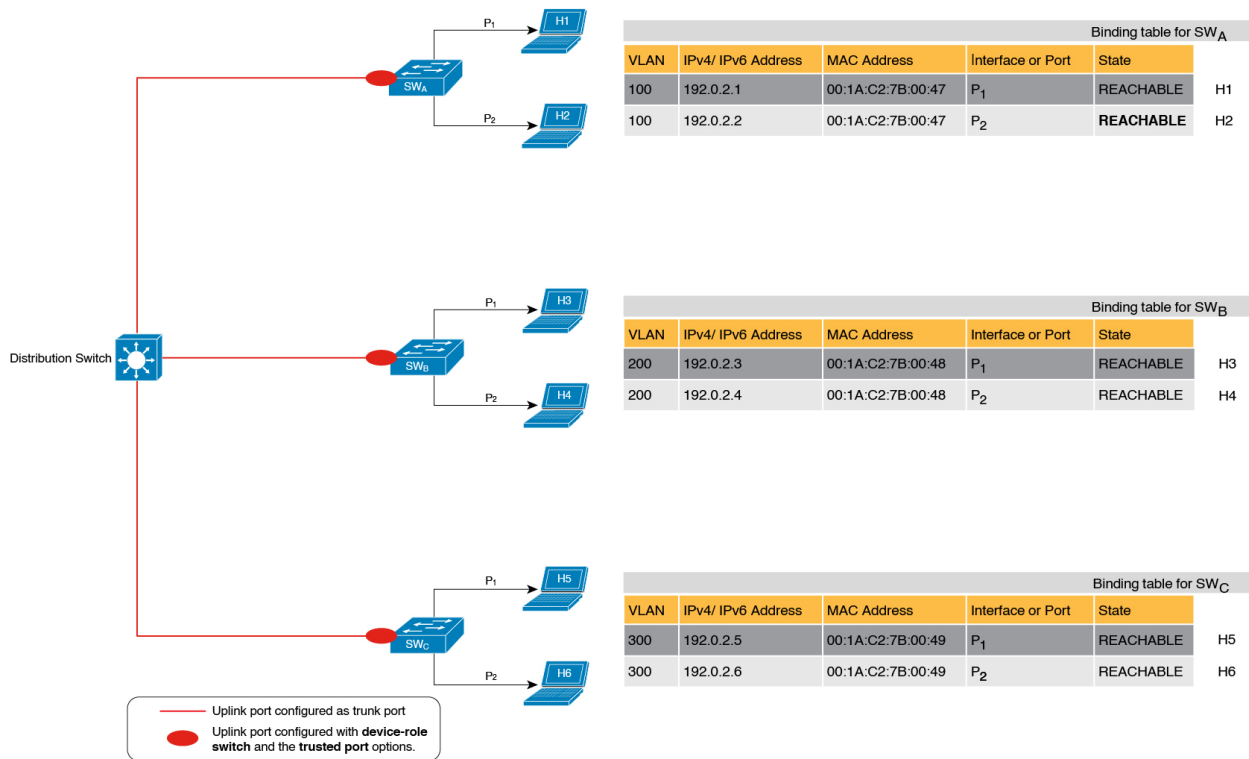 P1
H1
SWA
P2
H2
Binding table for SWA
VLAN IPv4/ IPv6 Address MAC Address Interface or Port State
100 192.0.2.1 00:1A:C2:7B:00:47 P1 REACHABLE H1
100 192.0.2.2 00:1A:C2:7B:00:47 P2 REACHABLE H2
Distribution Switch
P1
H3
SWB
P2
H4
Binding table for SWB
VLAN IPv4/ IPv6 Address MAC Address Interface or Port State
200 192.0.2.3 00:1A:C2:7B:00:48 P1 REACHABLE H3
200 192.0.2.4 00:1A:C2:7B:00:48 P2 REACHABLE H4
P1
H5
SWC
P2
H6
Binding table for SWC
VLAN IPv4/ IPv6 Address MAC Address Interface or Port State
300 192.0.2.5 00:1A:C2:7B:00:49 P1 REACHABLE H5
300 192.0.2.6 00:1A:C2:7B:00:49 P2 REACHABLE H6
Uplink port configured as trunk port
Uplink port configured with device-role
switch and the trusted port options.